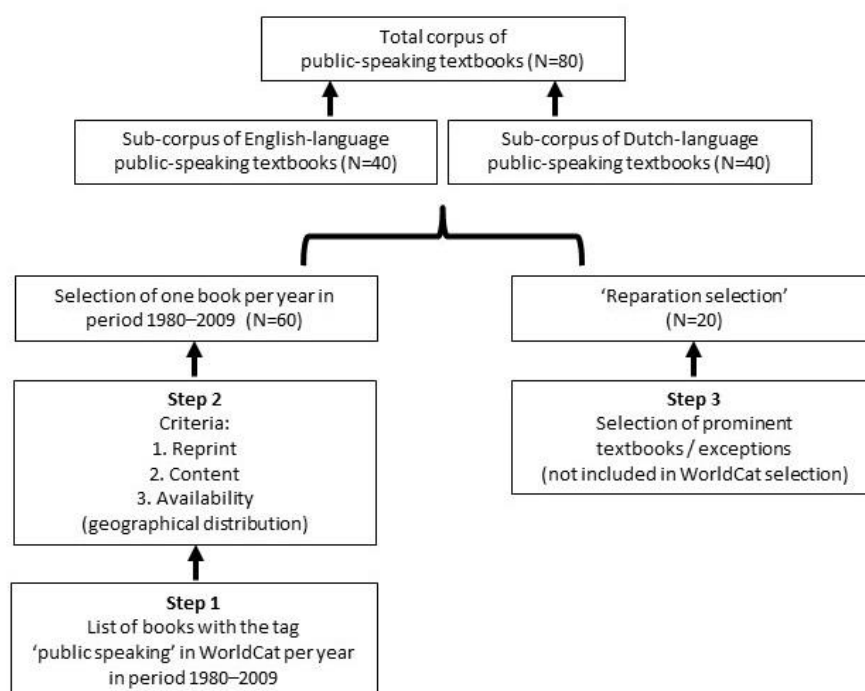 Total corpus of
public-speaking textbooks (N=80)
Sub-corpus of English-language
public-speaking textbooks (N=40)
Sub-corpus of Dutch-language
public-speaking textbooks (N=40)
Selection of one book per year in
period 1980–2009 (N=60)
‘Reparation selection’
(N=20)
Step 2
Criteria:
1. Reprint
2. Content
3. Availability
(geographical distribution)
Step 3
Selection of prominent
textbooks / exceptions
(not included in WorldCat selection)
Step 1
List of books with the tag
‘public speaking’ in WorldCat per year
in period 1980–2009